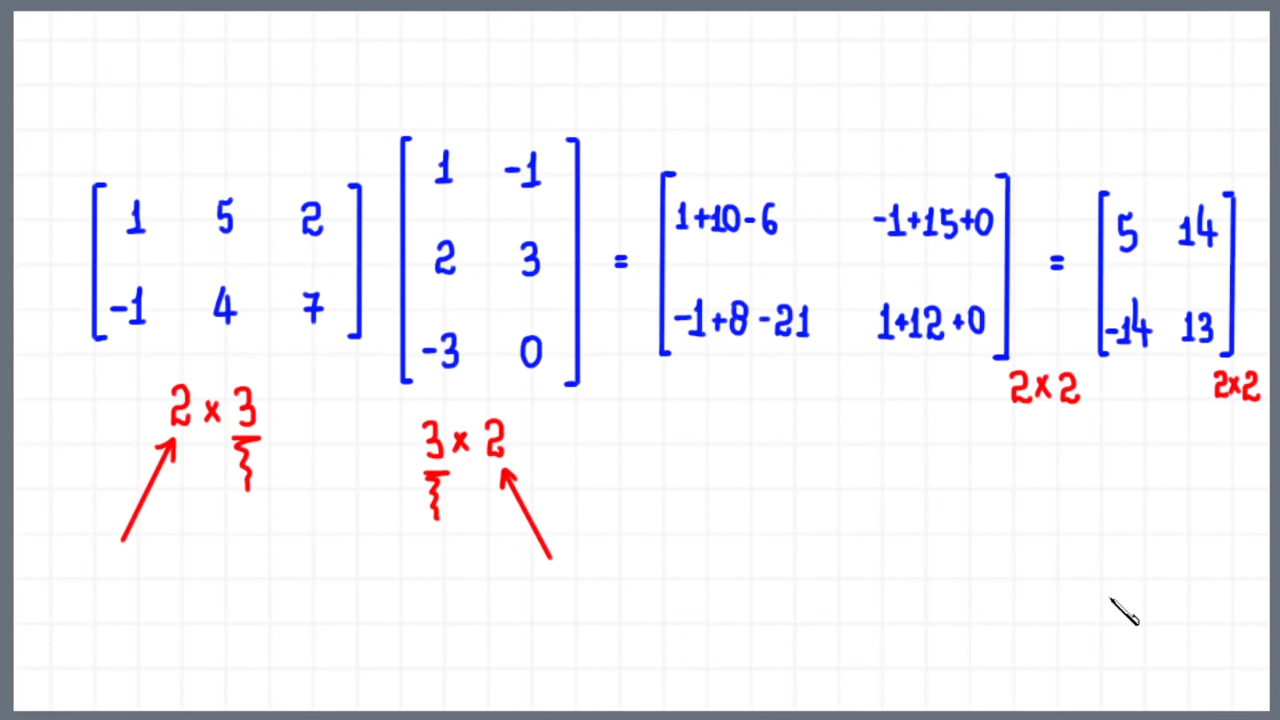 [ 1 5 2 ] [ 1 -1 ] = [ 1+10-6 -1+15+0 ] = [ 5 14 ]
[ -1 4 7 ] [ 2 3 ] [ -1+8-21 1+12+0 ] [ -14 13 ]
[ -3 0 ]
2 × 3 3 × 2 2×2 2×2